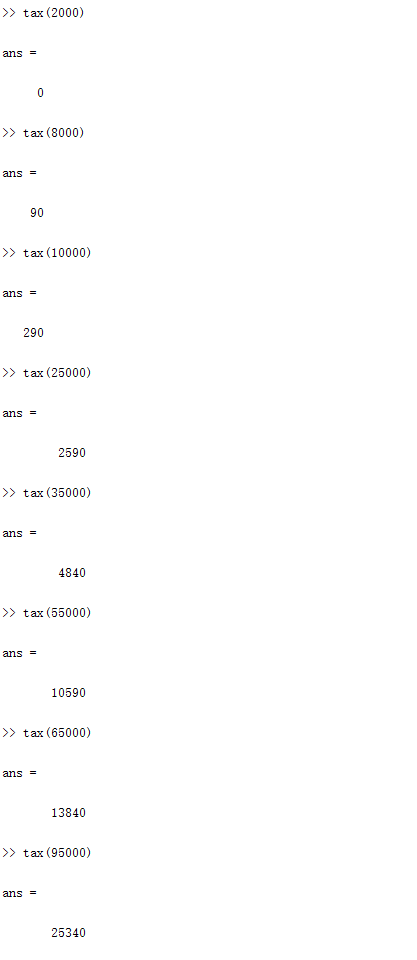 >> tax(2000)
ans =
0
>> tax(8000)
ans =
90
>> tax(10000)
ans =
290
>> tax(25000)
ans =
2590
>> tax(35000)
ans =
4840
>> tax(55000)
ans =
10590
>> tax(65000)
ans =
13840
>> tax(95000)
ans =
25340